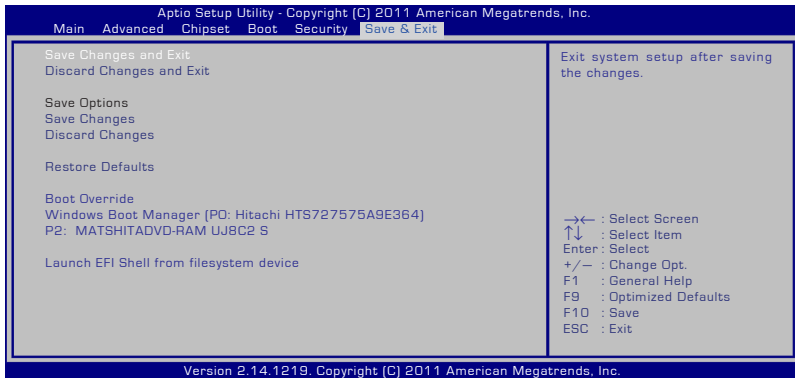 Aptio Setup Utility - Copyright (C) 2011 American Megatrends, Inc.
Main Advanced Chipset Boot Security Save & Exit
Save Changes and Exit
Discard Changes and Exit
Save Options
Save Changes
Discard Changes
Restore Defaults
Boot Override
Windows Boot Manager (P0: Hitachi HTS727575A9E364)
P2: MATSHITADVD-RAM UJ8C2 S
Launch EFI Shell from filesystem device
Exit system setup after saving
the changes.
→← : Select Screen
↑↓ : Select Item
Enter : Select
+/− : Change Opt.
F1 : General Help
F9 : Optimized Defaults
F10 : Save
ESC : Exit
Version 2.14.1219. Copyright (C) 2011 American Megatrends, Inc.